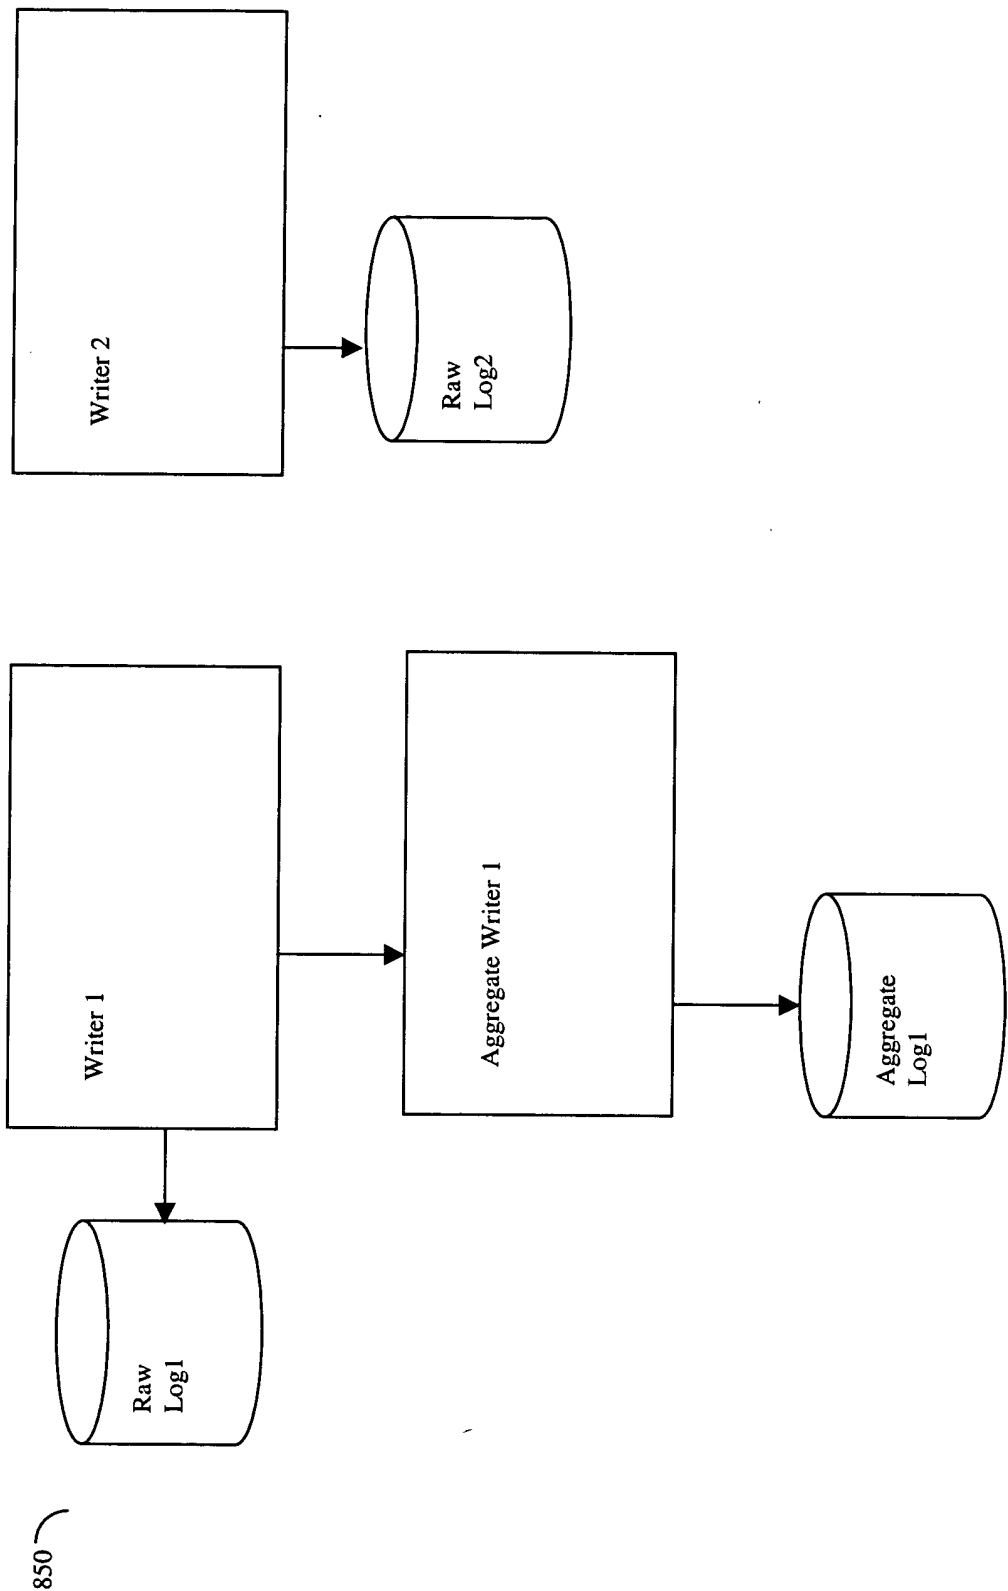 850
Raw
Log1
Writer 1
Writer 2
Aggregate Writer 1
Raw
Log2
Aggregate
Log1